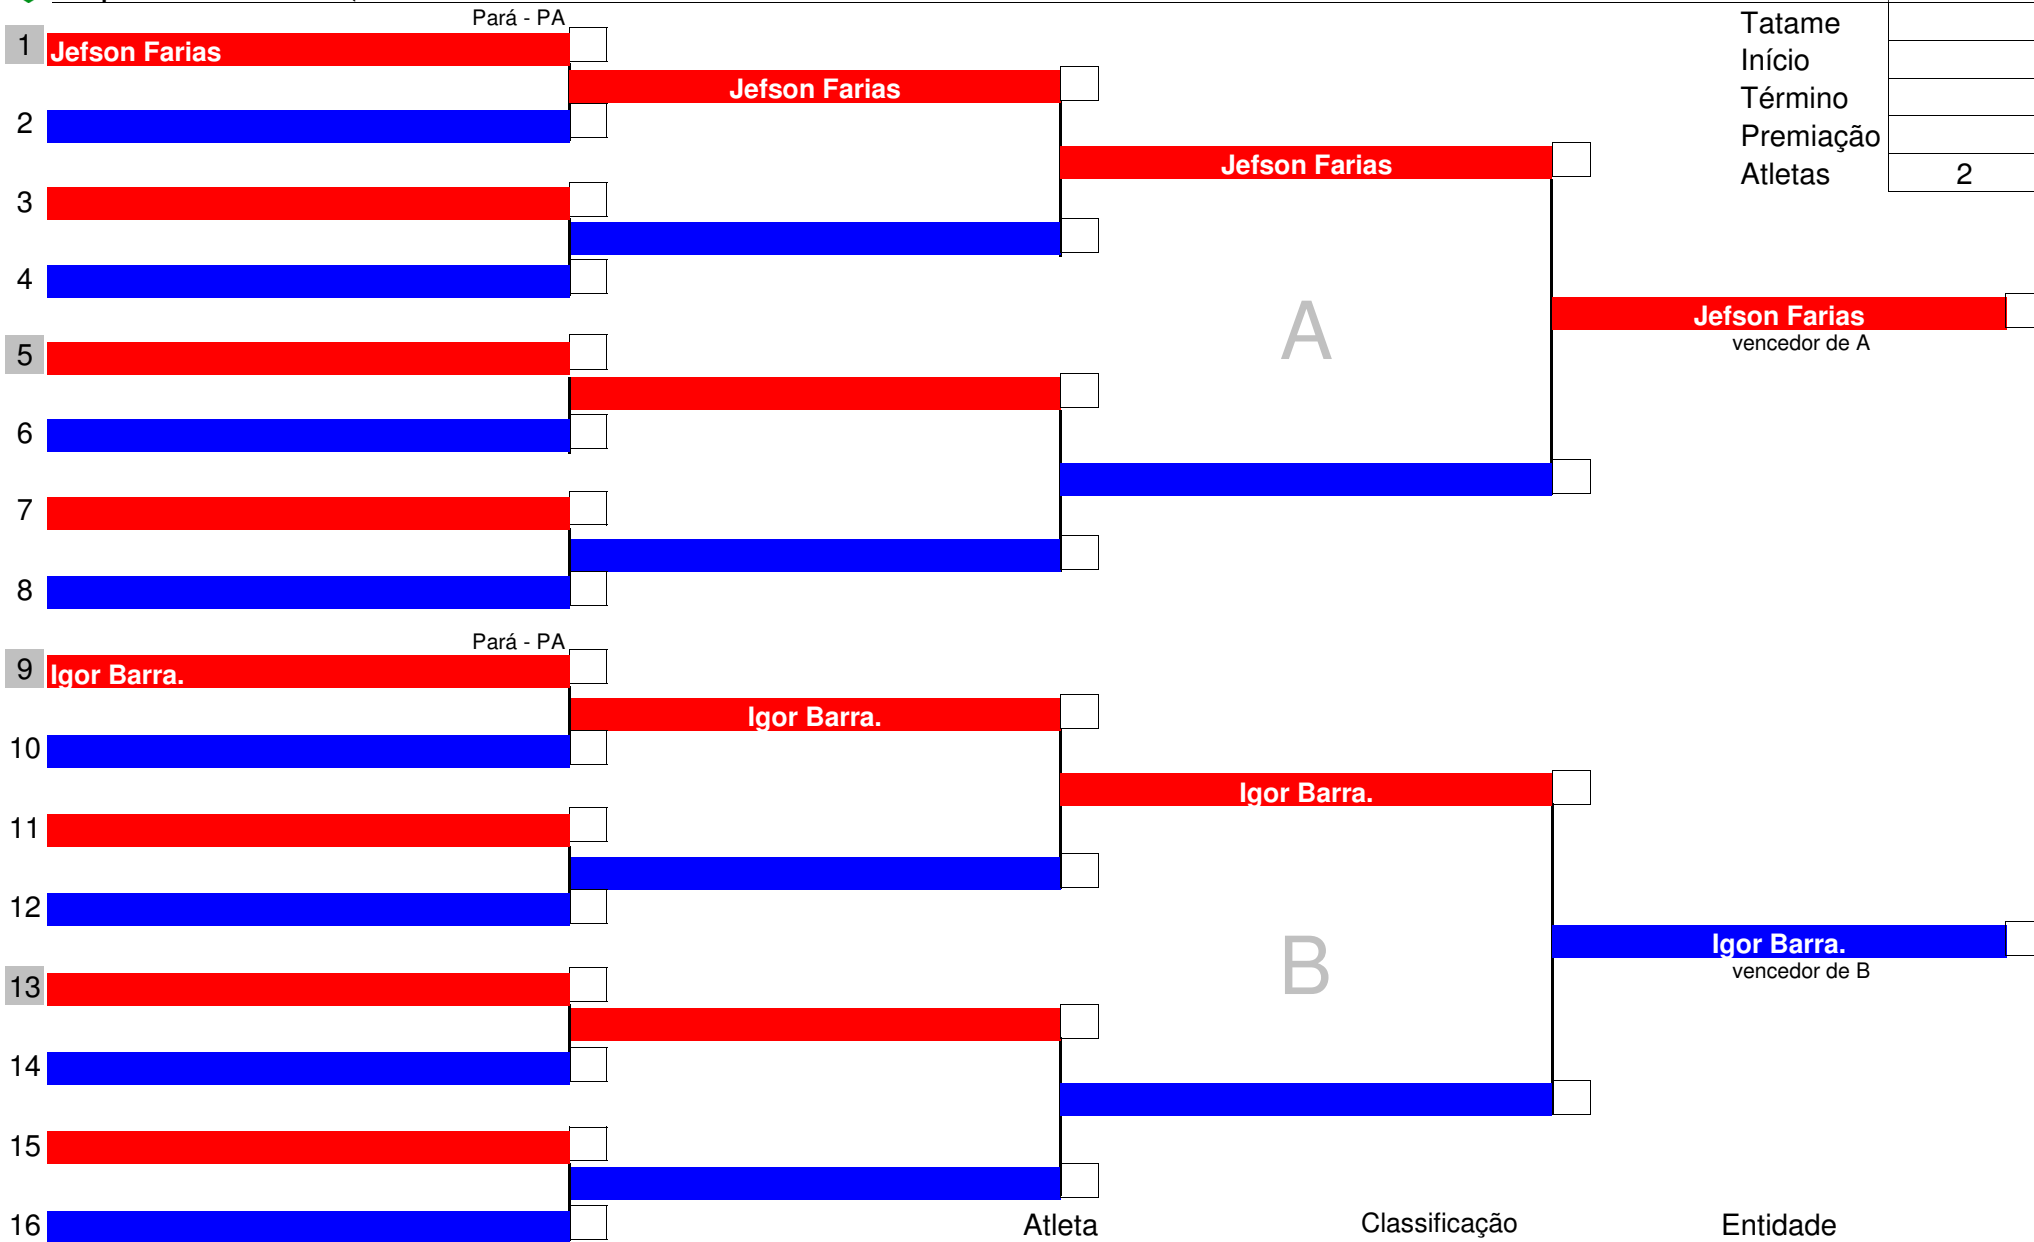 Pará - PA
Tatame
1 Jefson Farias
Início
Jefson Farias
Término
2
Premiação
Jefson Farias
Atletas 2
3
4
A
Jefson Farias
vencedor de A
5
6
7
8
Pará - PA
9 Igor Barra.
Igor Barra.
10
Igor Barra.
11
12
B
Igor Barra.
vencedor de B
13
14
15
16
Atleta Classificação Entidade